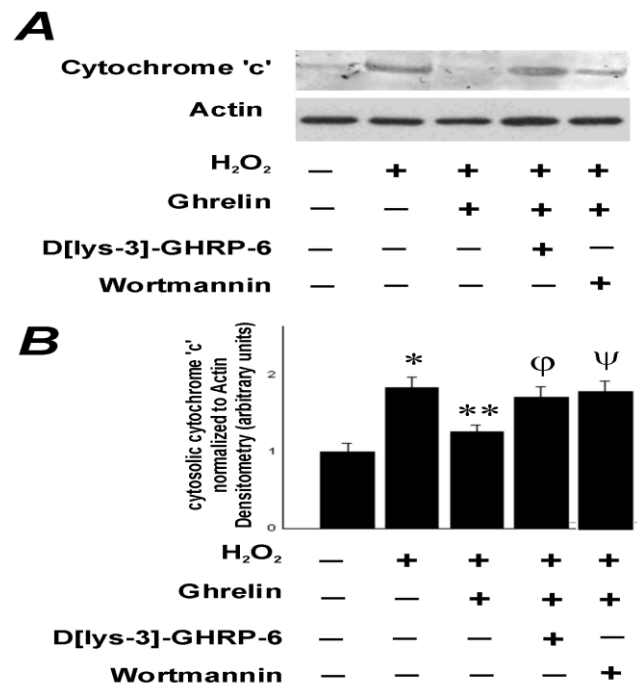 A
Cytochrome 'c'
Actin
H₂O₂ — + + + +
Ghrelin — — + + +
D[lys-3]-GHRP-6 — — — + —
Wortmannin — — — — +
B
cytosolic cytochrome 'c'
normalized to Actin
Densitometry (arbitrary units)
2
1
0
* ** φ ψ
H₂O₂ — + + + +
Ghrelin — — + + +
D[lys-3]-GHRP-6 — — — + —
Wortmannin — — — — +